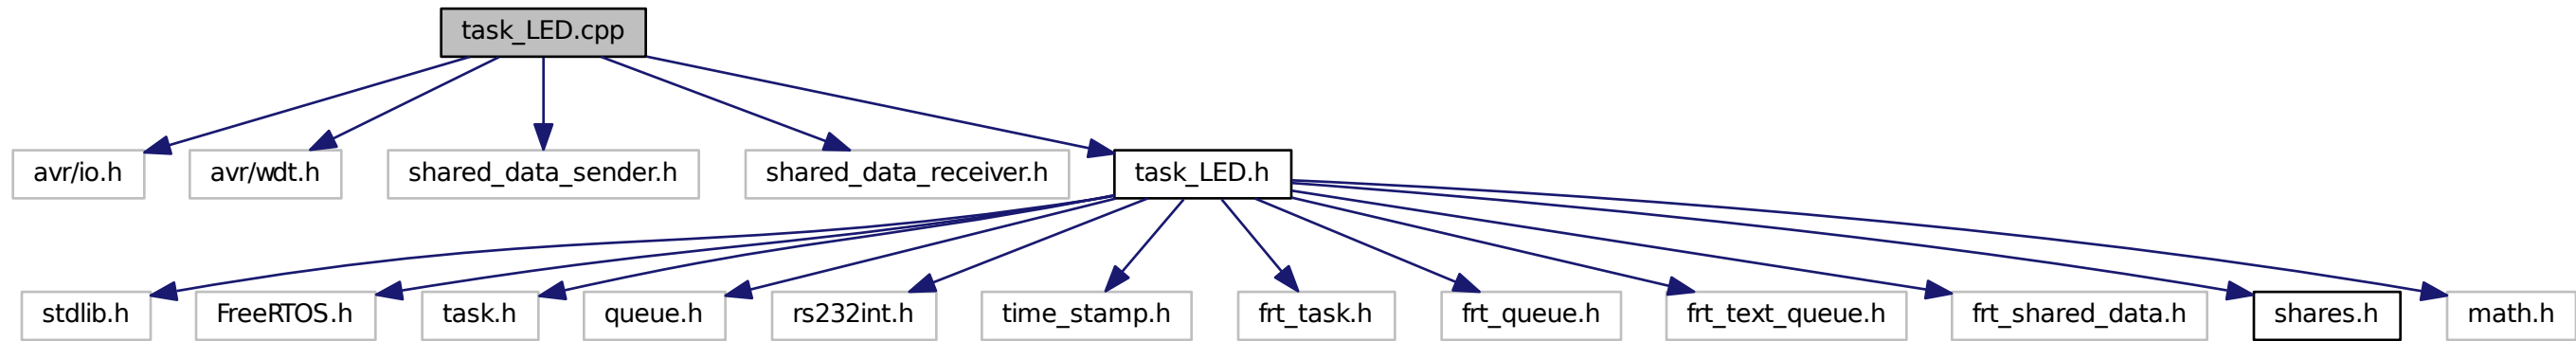 task_LED.cpp
avr/io.h
avr/wdt.h
shared_data_sender.h
shared_data_receiver.h
task_LED.h
stdlib.h
FreeRTOS.h
task.h
queue.h
rs232int.h
time_stamp.h
frt_task.h
frt_queue.h
frt_text_queue.h
frt_shared_data.h
shares.h
math.h